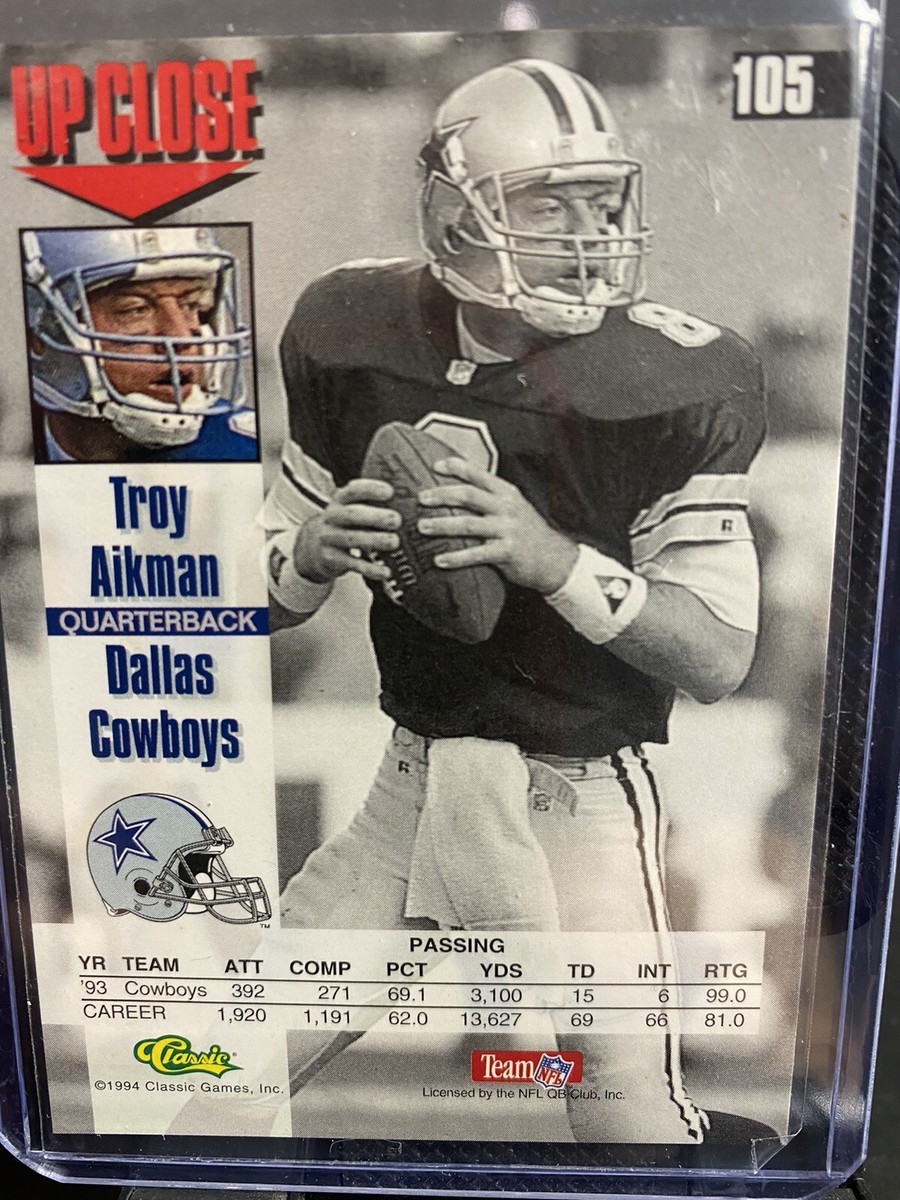 UP CLOSE
105
8
Troy
Aikman
QUARTERBACK
Dallas
Cowboys
TM
PASSING
YR TEAM ATT COMP PCT YDS TD INT RTG
'93 Cowboys 392 271 69.1 3,100 15 6 99.0
CAREER 1,920 1,191 62.0 13,627 69 66 81.0
Classic
©1994 Classic Games, Inc.
Team NFL
Licensed by the NFL QB Club, Inc.